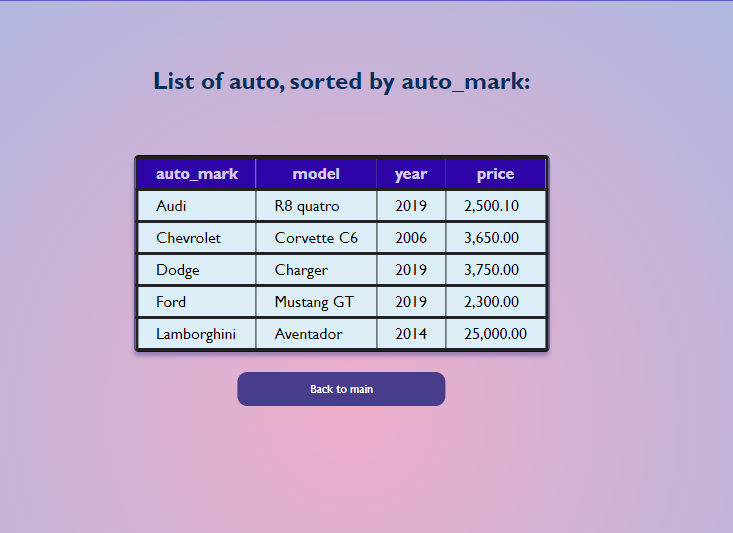 List of auto, sorted by auto_mark:
auto_mark model year price
Audi R8 quatro 2019 2,500.10
Chevrolet Corvette C6 2006 3,650.00
Dodge Charger 2019 3,750.00
Ford Mustang GT 2019 2,300.00
Lamborghini Aventador 2014 25,000.00
Back to main